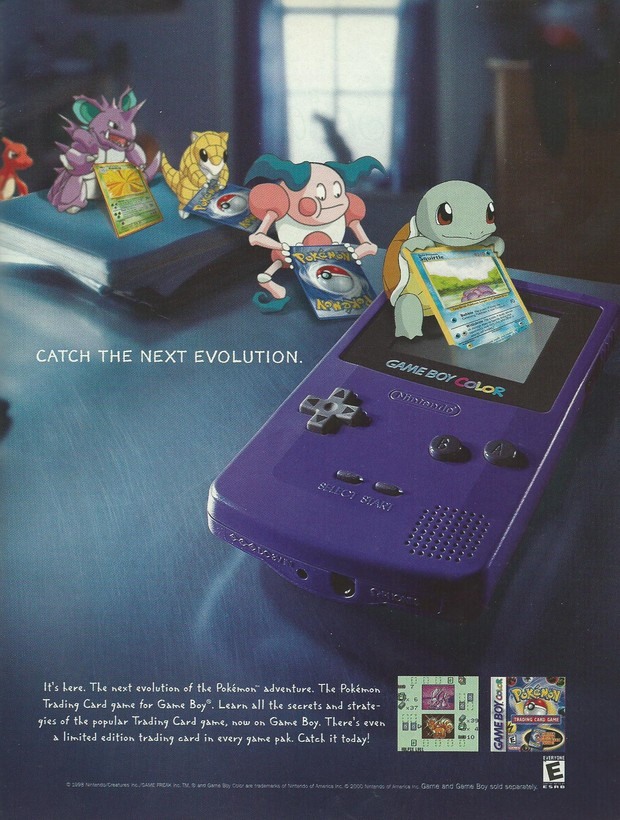 Squirtle
POKéMON
POKéMON
CATCH THE NEXT EVOLUTION.
GAME BOY COLOR
Nintendo
B A
SELECT START
It's here. The next evolution of the Pokémon™ adventure. The Pokémon
Trading Card game for Game Boy®. Learn all the secrets and strate-
gies of the popular Trading Card game, now on Game Boy. There's even
a limited edition trading card in every game pak. Catch it today!
GAME BOY COLOR
POKéMON
TRADING CARD GAME
EVERYONE
E
ESRB
Game and Game Boy sold separately.